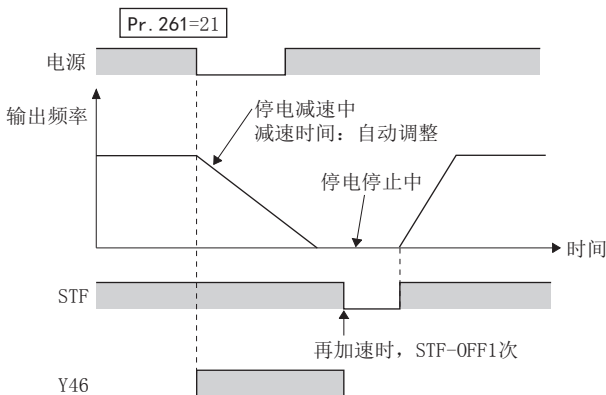 Pr.261=21
电源
输出频率
停电减速中
减速时间：自动调整
停电停止中
时间
STF
再加速时，STF-OFF1次
Y46